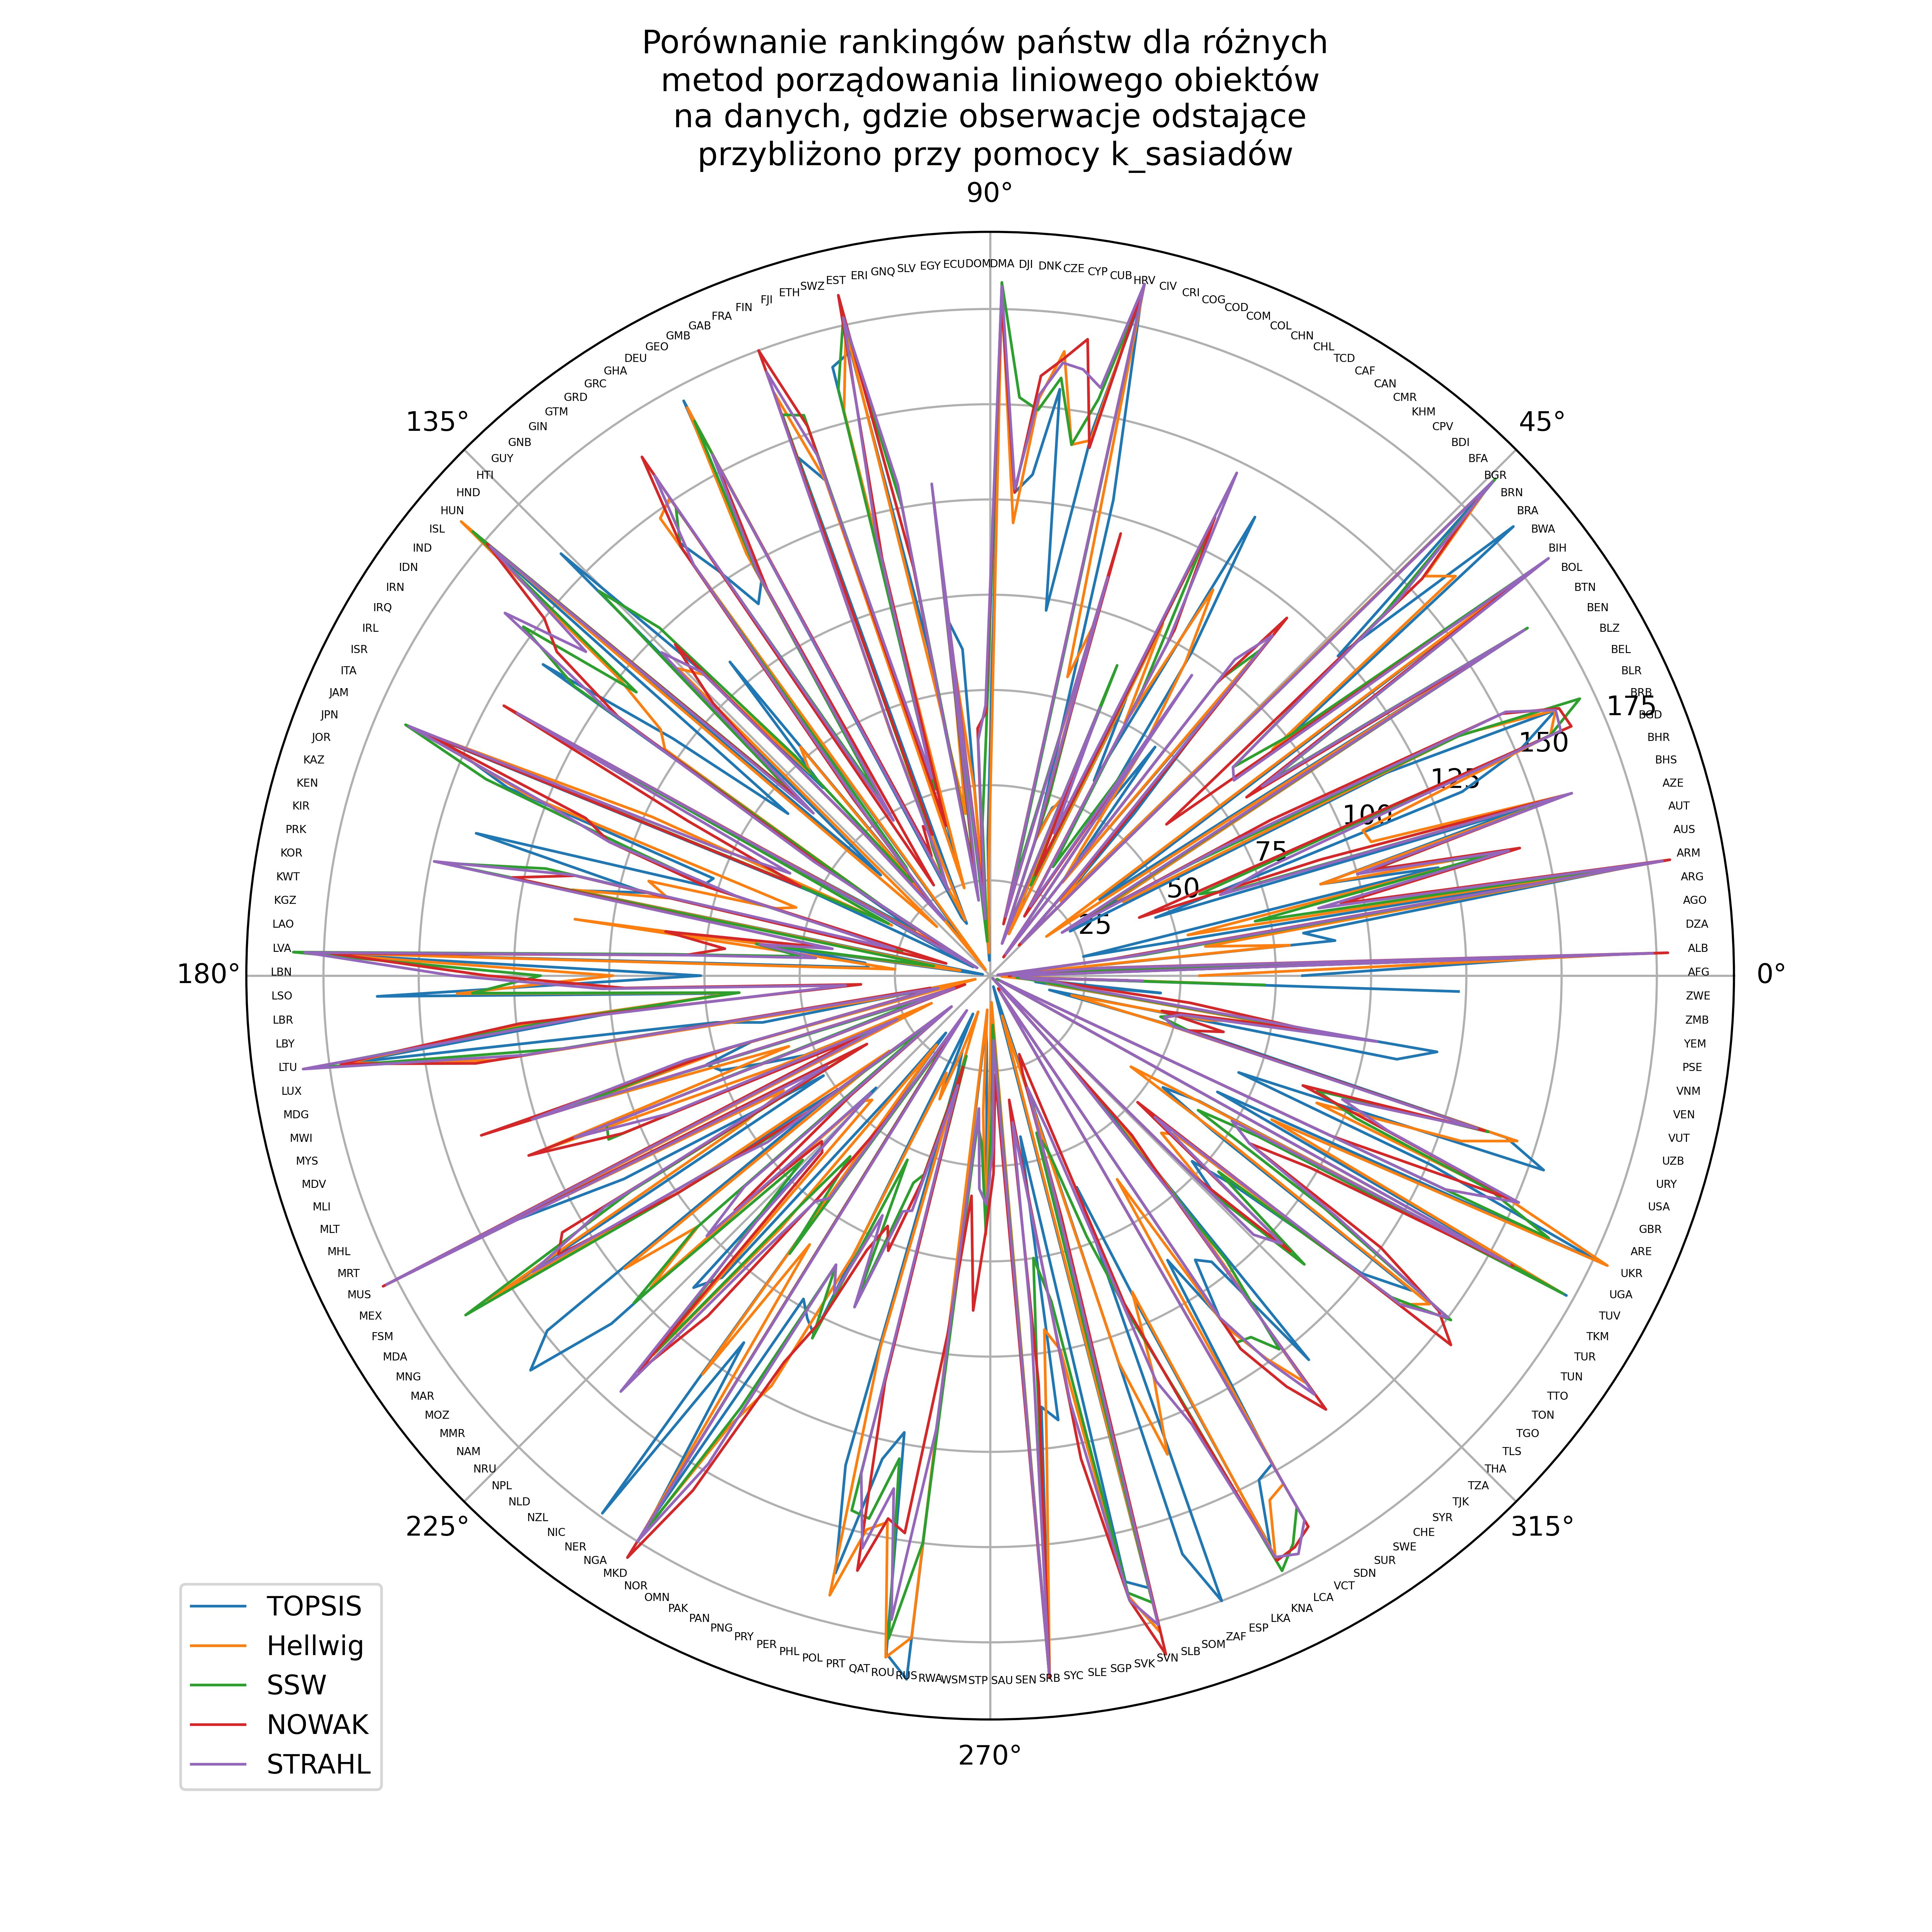 Porównanie rankingów państw dla różnych
metod porządowania liniowego obiektów
na danych, gdzie obserwacje odstające
przybliżono przy pomocy k_sasiadów
90°
45°
0°
315°
270°
225°
180°
135°
25
50
75
100
125
150
175
AFG
ALB
DZA
AGO
ARG
ARM
AUS
AUT
AZE
BHS
BHR
BGD
BRB
BLR
BEL
BLZ
BEN
BTN
BOL
BIH
BWA
BRA
BRN
BGR
BFA
BDI
CPV
KHM
CMR
CAN
CAF
TCD
CHL
CHN
COL
COM
COD
COG
CRI
CIV
HRV
CUB
CYP
CZE
DNK
DJI
DMA
DOM
ECU
EGY
SLV
GNQ
ERI
EST
SWZ
ETH
FJI
FIN
FRA
GAB
GMB
GEO
DEU
GHA
GRC
GRD
GTM
GIN
GNB
GUY
HTI
HND
HUN
ISL
IND
IDN
IRN
IRQ
IRL
ISR
ITA
JAM
JPN
JOR
KAZ
KEN
KIR
PRK
KOR
KWT
KGZ
LAO
LVA
LBN
LSO
LBR
LBY
LTU
LUX
MDG
MWI
MYS
MDV
MLI
MLT
MHL
MRT
MUS
MEX
FSM
MDA
MNG
MAR
MOZ
MMR
NAM
NRU
NPL
NLD
NZL
NIC
NER
NGA
MKD
NOR
OMN
PAK
PAN
PNG
PRY
PER
PHL
POL
PRT
QAT
ROU
RUS
RWA
WSM
STP
SAU
SEN
SRB
SYC
SLE
SGP
SVK
SVN
SLB
SOM
ZAF
ESP
LKA
KNA
LCA
VCT
SDN
SUR
SWE
CHE
SYR
TJK
TZA
THA
TLS
TGO
TON
TTO
TUN
TUR
TKM
TUV
UGA
UKR
ARE
GBR
USA
URY
UZB
VUT
VEN
VNM
PSE
YEM
ZMB
ZWE
TOPSIS
Hellwig
SSW
NOWAK
STRAHL